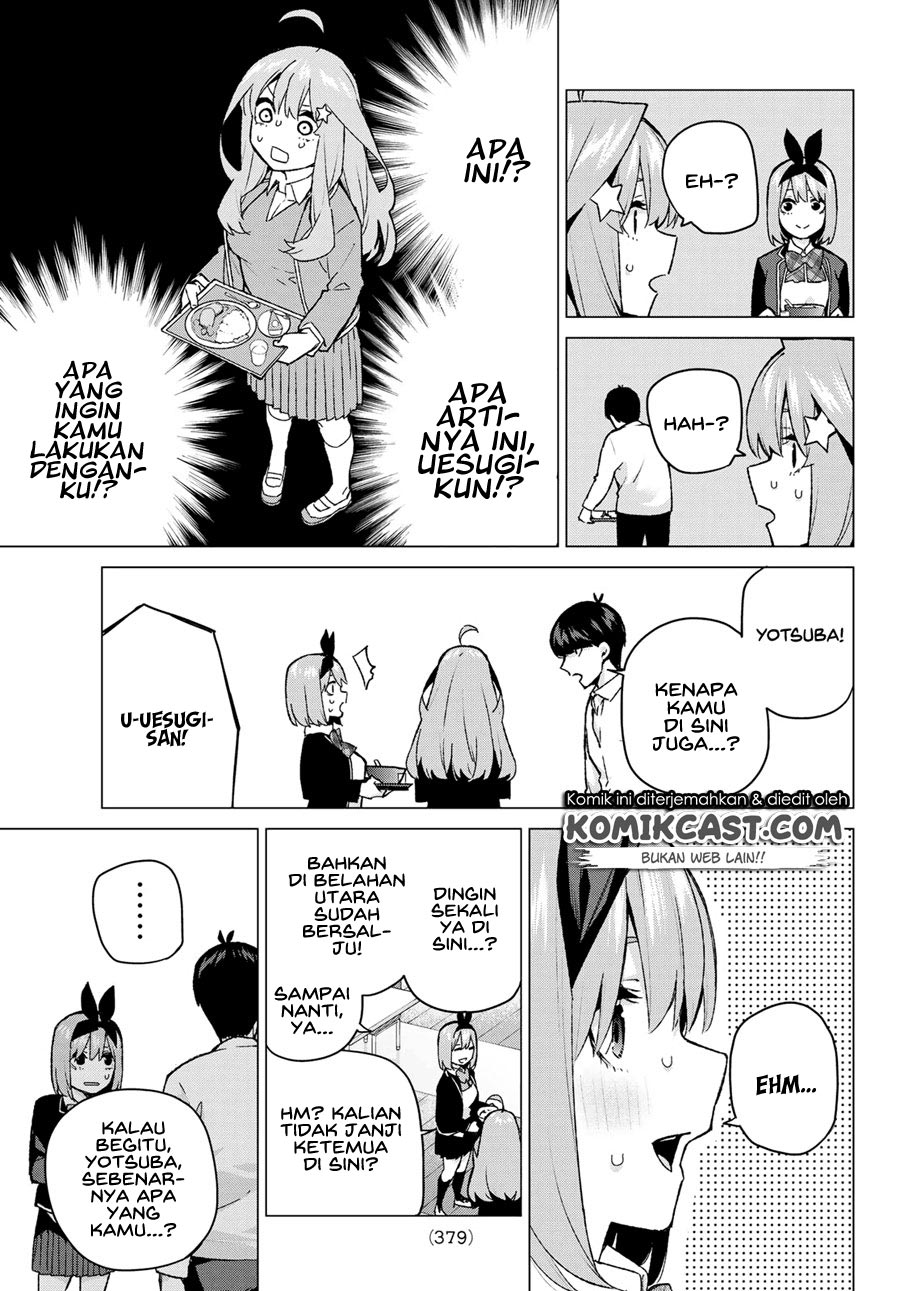 EH-?
APA
INI!?
APA
ARTI-
NYA INI,
UESUGI-
KUN!?
APA
YANG
INGIN
KAMU
LAKUKAN
DENGAN-
KU!?
HAH-?
YOTSUBA!
KENAPA
KAMU
DI SINI
JUGA...?
U-UESUGI-
SAN!
Komik ini diterjemahkan & diedit oleh
KOMIKCAST.COM
BUKAN WEB LAIN!!
EHM...
DINGIN
SEKALI
YA DI
SINI...?
BAHKAN
DI BELAHAN
UTARA
SUDAH
BERSAL-
JU!
SAMPAI
NANTI,
YA...
HM? KALIAN
TIDAK JANJI
KETEMUA
DI SINI?
(379)
......
KALAU
BEGITU,
YOTSUBA,
SEBENAR-
NYA APA
YANG
KAMU...?